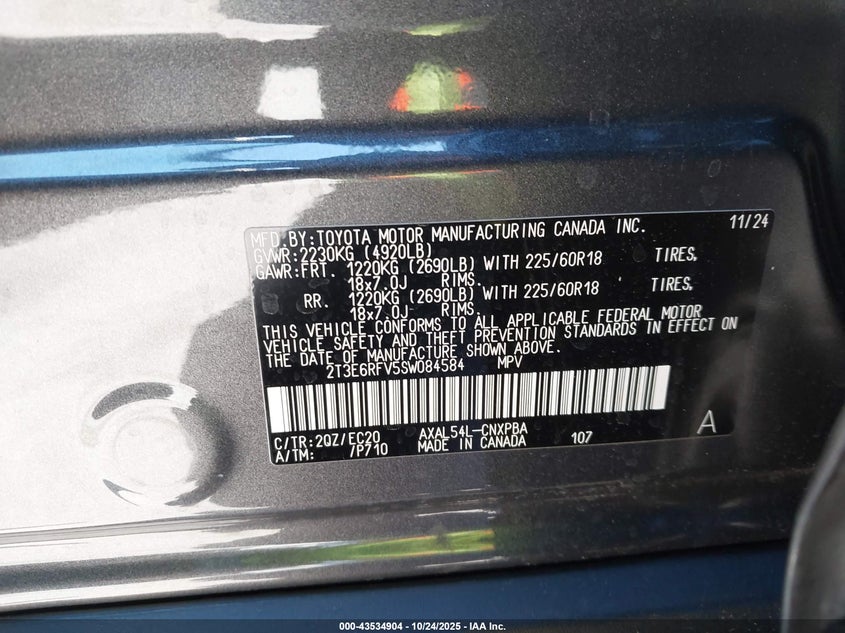 MFD.BY:TOYOTA MOTOR MANUFACTURING CANADA INC. 11/24
GVWR:2230KG (4920LB)
GAWR:FRT. 1220KG (2690LB) WITH 225/60R18 TIRES,
18x7.0J RIMS.
RR. 1220KG (2690LB) WITH 225/60R18 TIRES,
18x7.0J RIMS.
THIS VEHICLE CONFORMS TO ALL APPLICABLE FEDERAL MOTOR
VEHICLE SAFETY AND THEFT PREVENTION STANDARDS IN EFFECT ON
THE DATE OF MANUFACTURE SHOWN ABOVE.
2T3E6RFV5SW084584 MPV
C/TR:2QZ/EC20 AXAL54L-CNXPBA 107 A
A/TM: /P710 MADE IN CANADA
000-43534904 - 10/24/2025 - IAA Inc.